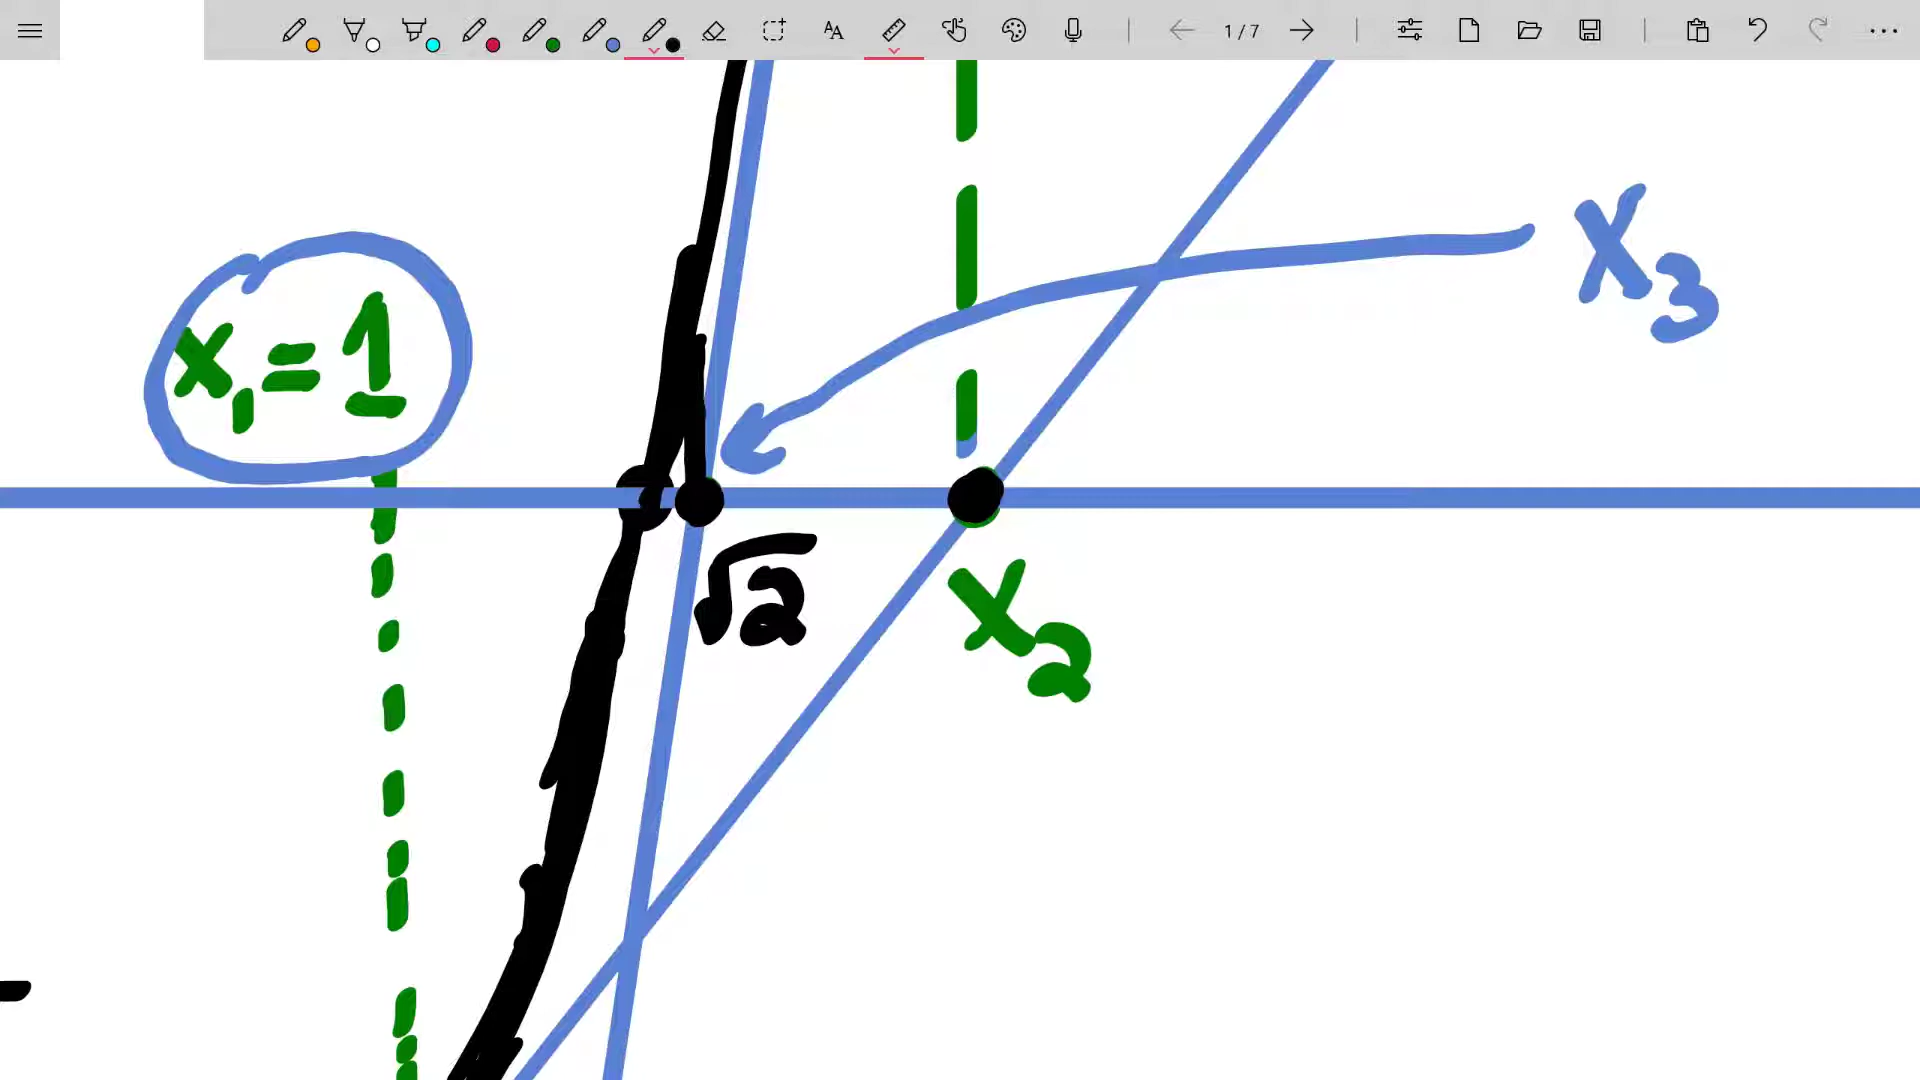 1 / 7
x₃
x₁ = 1
√2
x₂